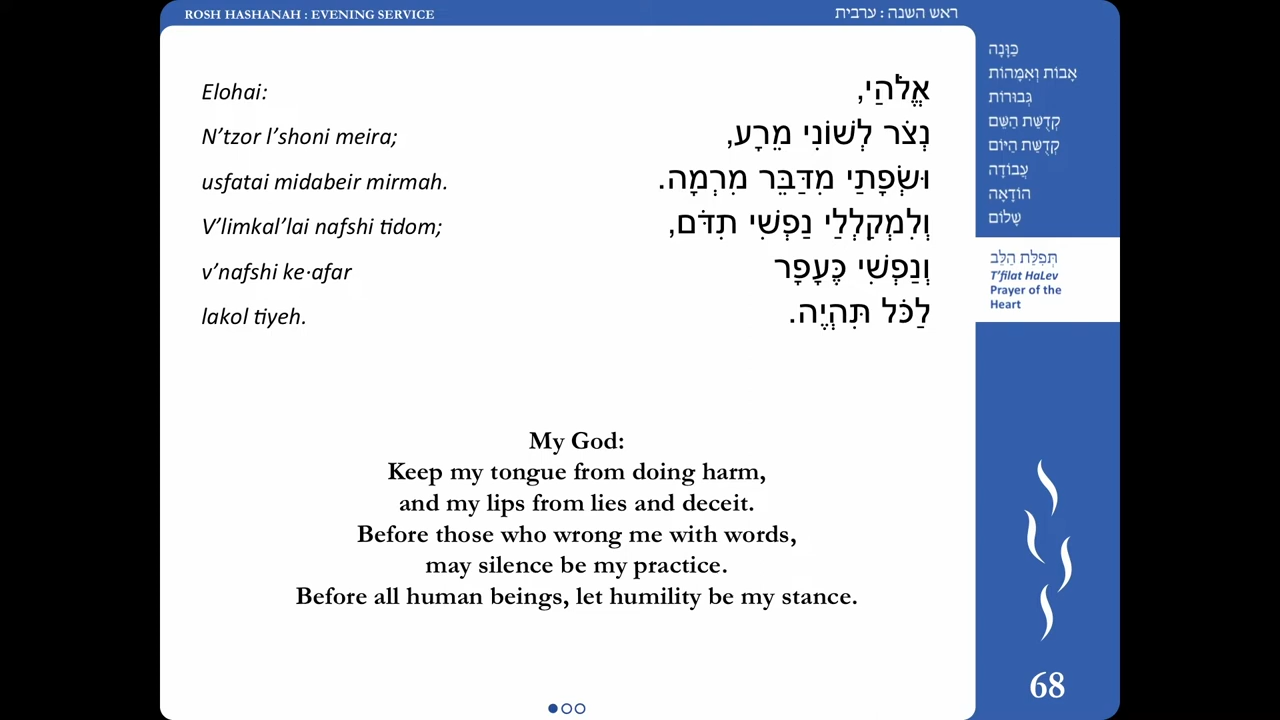 ROSH HASHANAH : EVENING SERVICE
ראש השנה : ערבית
Elohai:
N’tzor l’shoni meira;
usfatai midabeir mirmah.
V’limkal’lai nafshi tidom;
v’nafshi ke·afar
lakol tiyeh.
אֱלֹהַי,
נְצֹר לְשׁוֹנִי מֵרָע,
וּשְׂפָתַי מִדַּבֵּר מִרְמָה.
וְלִמְקַלְלַי נַפְשִׁי תִדֹּם,
וְנַפְשִׁי כֶּעָפָר
לַכֹּל תִּהְיֶה.
My God:
Keep my tongue from doing harm,
and my lips from lies and deceit.
Before those who wrong me with words,
may silence be my practice.
Before all human beings, let humility be my stance.
כַּוָּנָה
אָבוֹת וְאִמָּהוֹת
גְּבוּרוֹת
קְדֻשַּׁת הַשֵּׁם
קְדֻשַּׁת הַיּוֹם
עֲבוֹדָה
הוֹדָאָה
שָׁלוֹם
תְּפִלַּת הַלֵּב
T’filat HaLev
Prayer of the
Heart
68